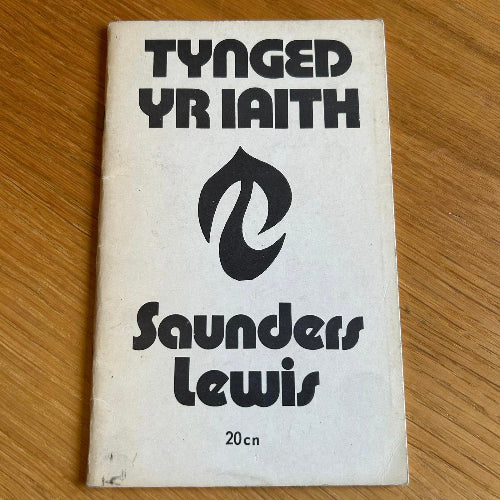 TYNGED
YR IAITH
Saunders
Lewis
20cn